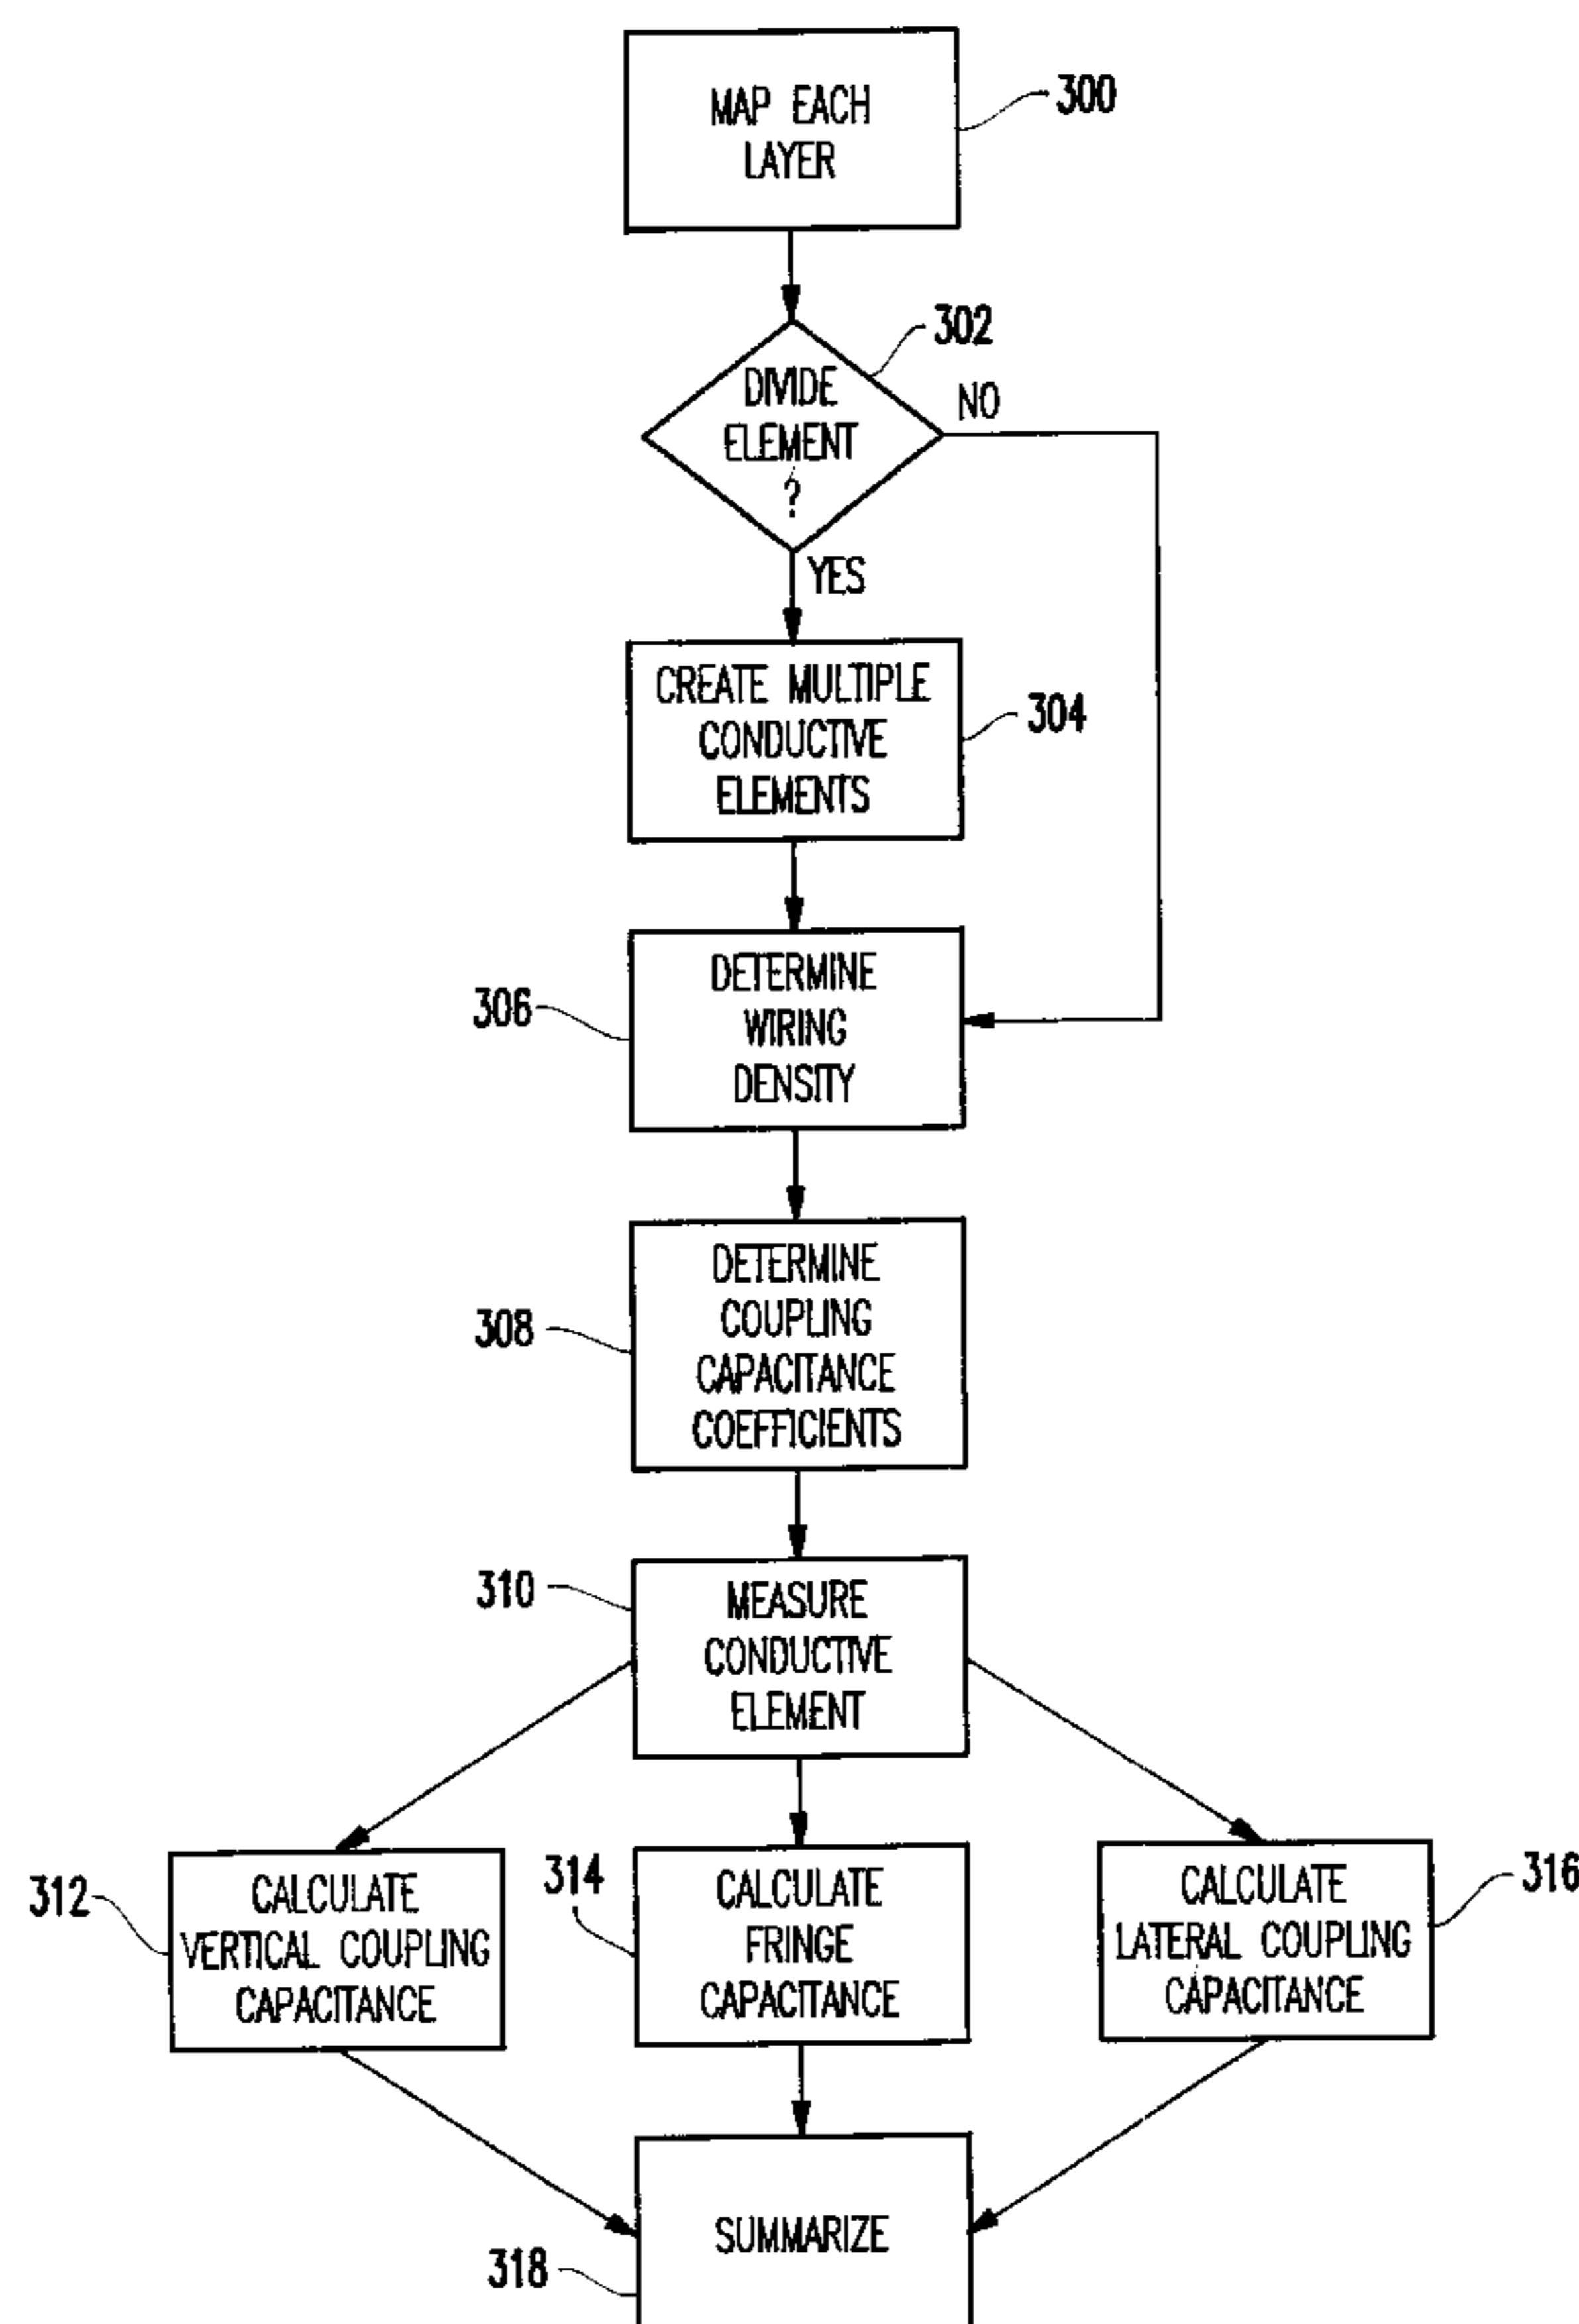 MAP EACH
LAYER
300
302
DIVIDE
ELEMENT
?
NO
YES
CREATE MULTIPLE
CONDUCTIVE
ELEMENTS
304
DETERMINE
WIRING
DENSITY
306
DETERMINE
COUPLING
CAPACITANCE
COEFFICIENTS
308
310
MEASURE
CONDUCTIVE
ELEMENT
312
CALCULATE
VERTICAL COUPLING
CAPACITANCE
314
CALCULATE
FRINGE
CAPACITANCE
316
CALCULATE
LATERAL COUPLING
CAPACITANCE
SUMMARIZE
318